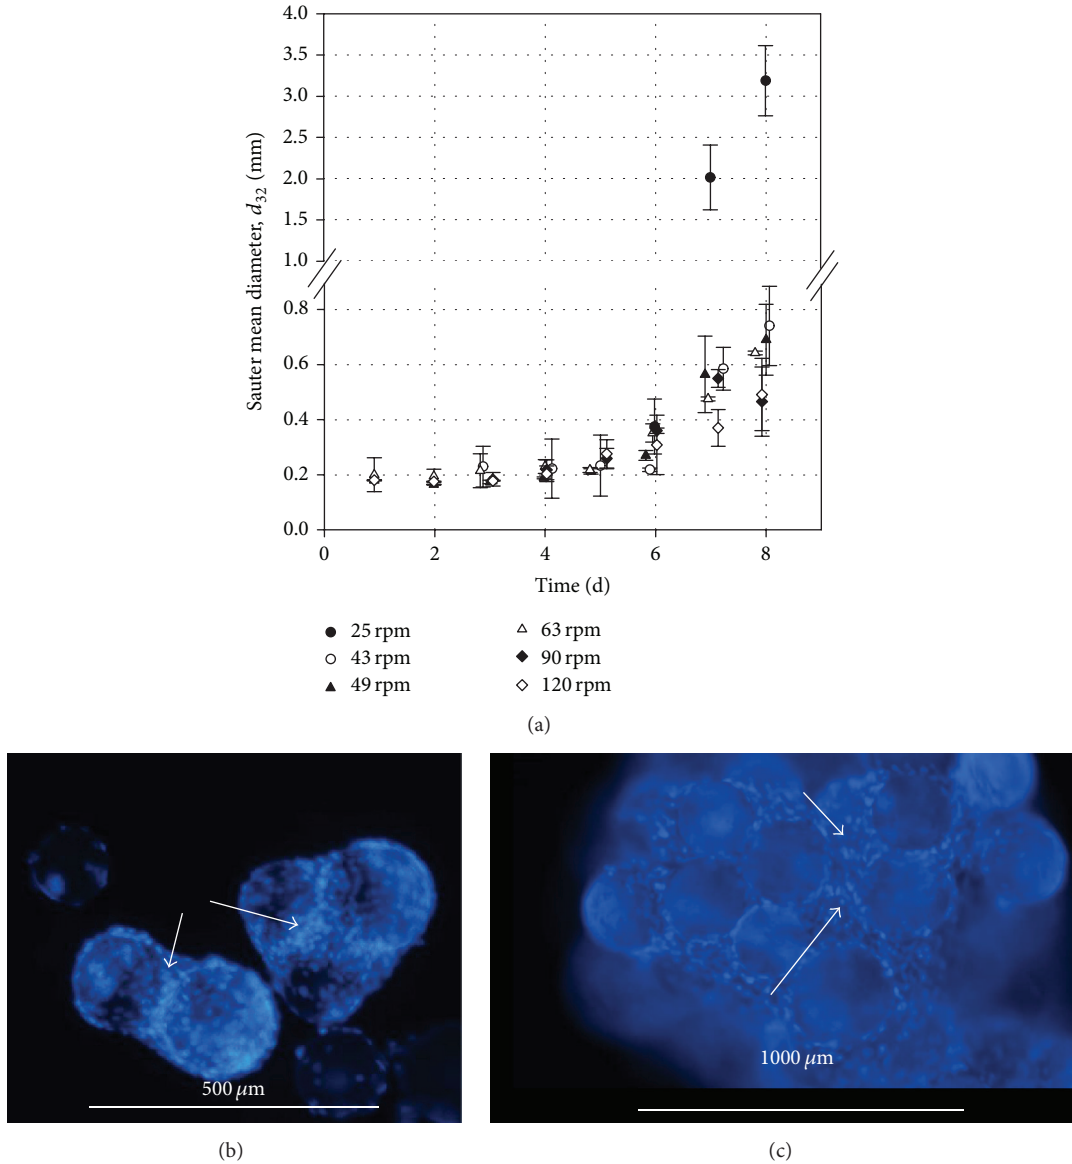 (a)
4.0
3.5
3.0
2.5
2.0
1.5
1.0
0.8
0.6
0.4
0.2
0.0
Sauter mean diameter, d32 (mm)
0 2 4 6 8
Time (d)
25 rpm 63 rpm
43 rpm 90 rpm
49 rpm 120 rpm
(a)
500 μm
1000 μm
(b) (c)